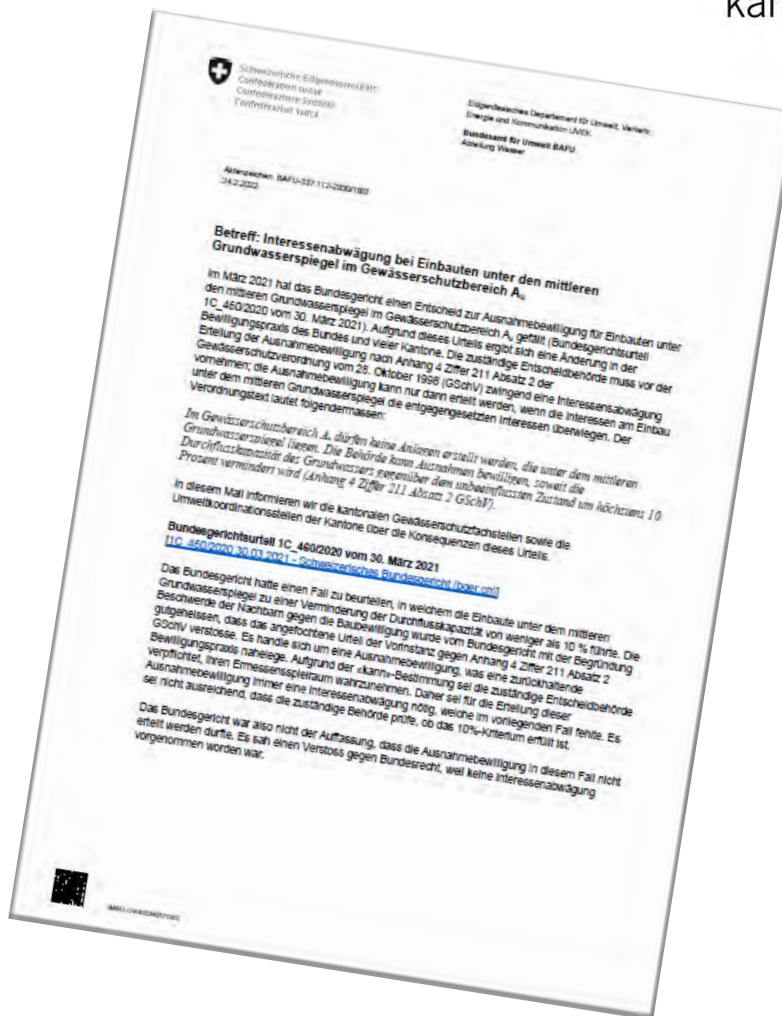 kan
Schweizerische Eidgenossenschaft
Confédération suisse
Confederazione Svizzera
Confederaziun svizra
Eidgenössisches Departement für Umwelt, Verkehr,
Energie und Kommunikation UVEK
Bundesamt für Umwelt BAFU
Abteilung Wasser
Aktenzeichen: BAFU-
24.2.2022
Betreff: Interessenabwägung bei Einbauten unter den mittleren
Grundwasserspiegel im Gewässerschutzbereich Au
Im März 2021 hat das Bundesgericht einen Entscheid zur Ausnahmebewilligung für Einbauten unter
den mittleren Grundwasserspiegel im Gewässerschutzbereich Au gefällt (Bundesgerichtsurteil
1C_460/2020 vom 30. März 2021). Aufgrund dieses Urteils ergibt sich eine Änderung in der
Bewilligungspraxis des Bundes und vieler Kantone. Die zuständige Entscheidbehörde muss vor der
Erteilung der Ausnahmebewilligung nach Anhang 4 Ziffer 211 Absatz 2 der
Gewässerschutzverordnung vom 28. Oktober 1998 (GSchV) zwingend eine Interessensabwägung
vornehmen; die Ausnahmebewilligung kann nur dann erteilt werden, wenn die Interessen am Einbau
unter dem mittleren Grundwasserspiegel die entgegengesetzten Interessen überwiegen. Der
Verordnungstext lautet folgendermassen:
Im Gewässerschutzbereich Au dürfen keine Anlagen erstellt werden, die unter dem mittleren
Grundwasserspiegel liegen. Die Behörde kann Ausnahmen bewilligen, soweit die
Durchflusskapazität des Grundwassers gegenüber dem unbeeinflussten Zustand um höchstens 10
Prozent vermindert wird (Anhang 4 Ziffer 211 Absatz 2 GSchV).
In diesem Mail informieren wir die kantonalen Gewässerschutzfachstellen sowie die
Umweltkoordinationsstellen der Kantone über die Konsequenzen dieses Urteils.
Bundesgerichtsurteil 1C_460/2020 vom 30. März 2021
[1C_460/2020 30.03.2021 - Schweizerisches Bundesgericht (bger.ch)]
Das Bundesgericht hatte einen Fall zu beurteilen, in welchem die Einbaute unter dem mittleren
Grundwasserspiegel zu einer Verminderung der Durchflusskapazität von weniger als 10 % führte. Die
Beschwerde der Nachbarn gegen die Baubewilligung wurde vom Bundesgericht mit der Begründung
gutgeheissen, dass das angefochtene Urteil der Vorinstanz gegen Anhang 4 Ziffer 211 Absatz 2
GSchV verstosse. Es handle sich um eine Ausnahmebewilligung, was eine zurückhaltende
Bewilligungspraxis nahelege. Aufgrund der «kann»-Bestimmung sei die zuständige Entscheidbehörde
verpflichtet, ihren Ermessensspielraum wahrzunehmen. Daher sei für die Erteilung dieser
Ausnahmebewilligung immer eine Interessenabwägung nötig, welche im vorliegenden Fall fehlte. Es
sei nicht ausreichend, dass die zuständige Behörde prüfe, ob das 10%-Kriterium erfüllt ist.
Das Bundesgericht war also nicht der Auffassung, dass die Ausnahmebewilligung in diesem Fall nicht
erteilt werden durfte. Es sah einen Verstoss gegen Bundesrecht, weil keine Interessenabwägung
vorgenommen worden war.